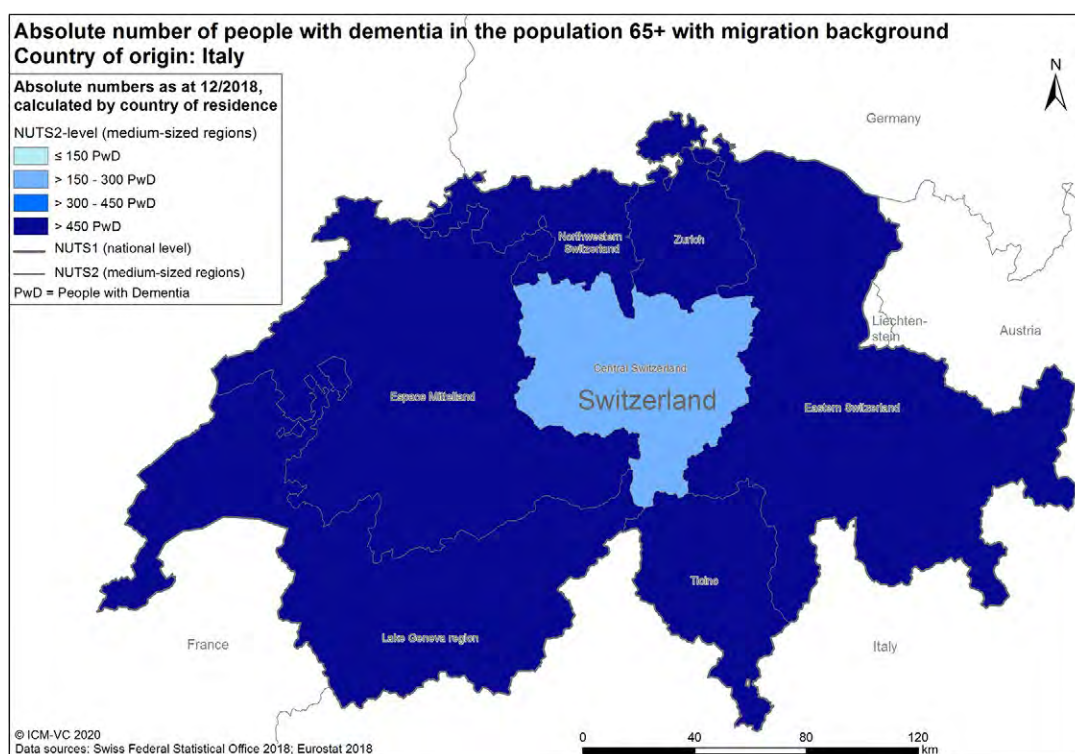 Absolute number of people with dementia in the population 65+ with migration background
Country of origin: Italy
Absolute numbers as at 12/2018,
calculated by country of residence
NUTS2-level (medium-sized regions)
≤ 150 PwD
> 150 - 300 PwD
> 300 - 450 PwD
> 450 PwD
NUTS1 (national level)
NUTS2 (medium-sized regions)
PwD = People with Dementia
N
Germany
Northwestern
Switzerland
Zurich
Liechten-
stein
Austria
Central Switzerland
Switzerland
Espace Mittelland
Eastern Switzerland
Ticino
Lake Geneva region
France
Italy
© ICM-VC 2020
Data sources: Swiss Federal Statistical Office 2018; Eurostat 2018
0 40 80 120
km